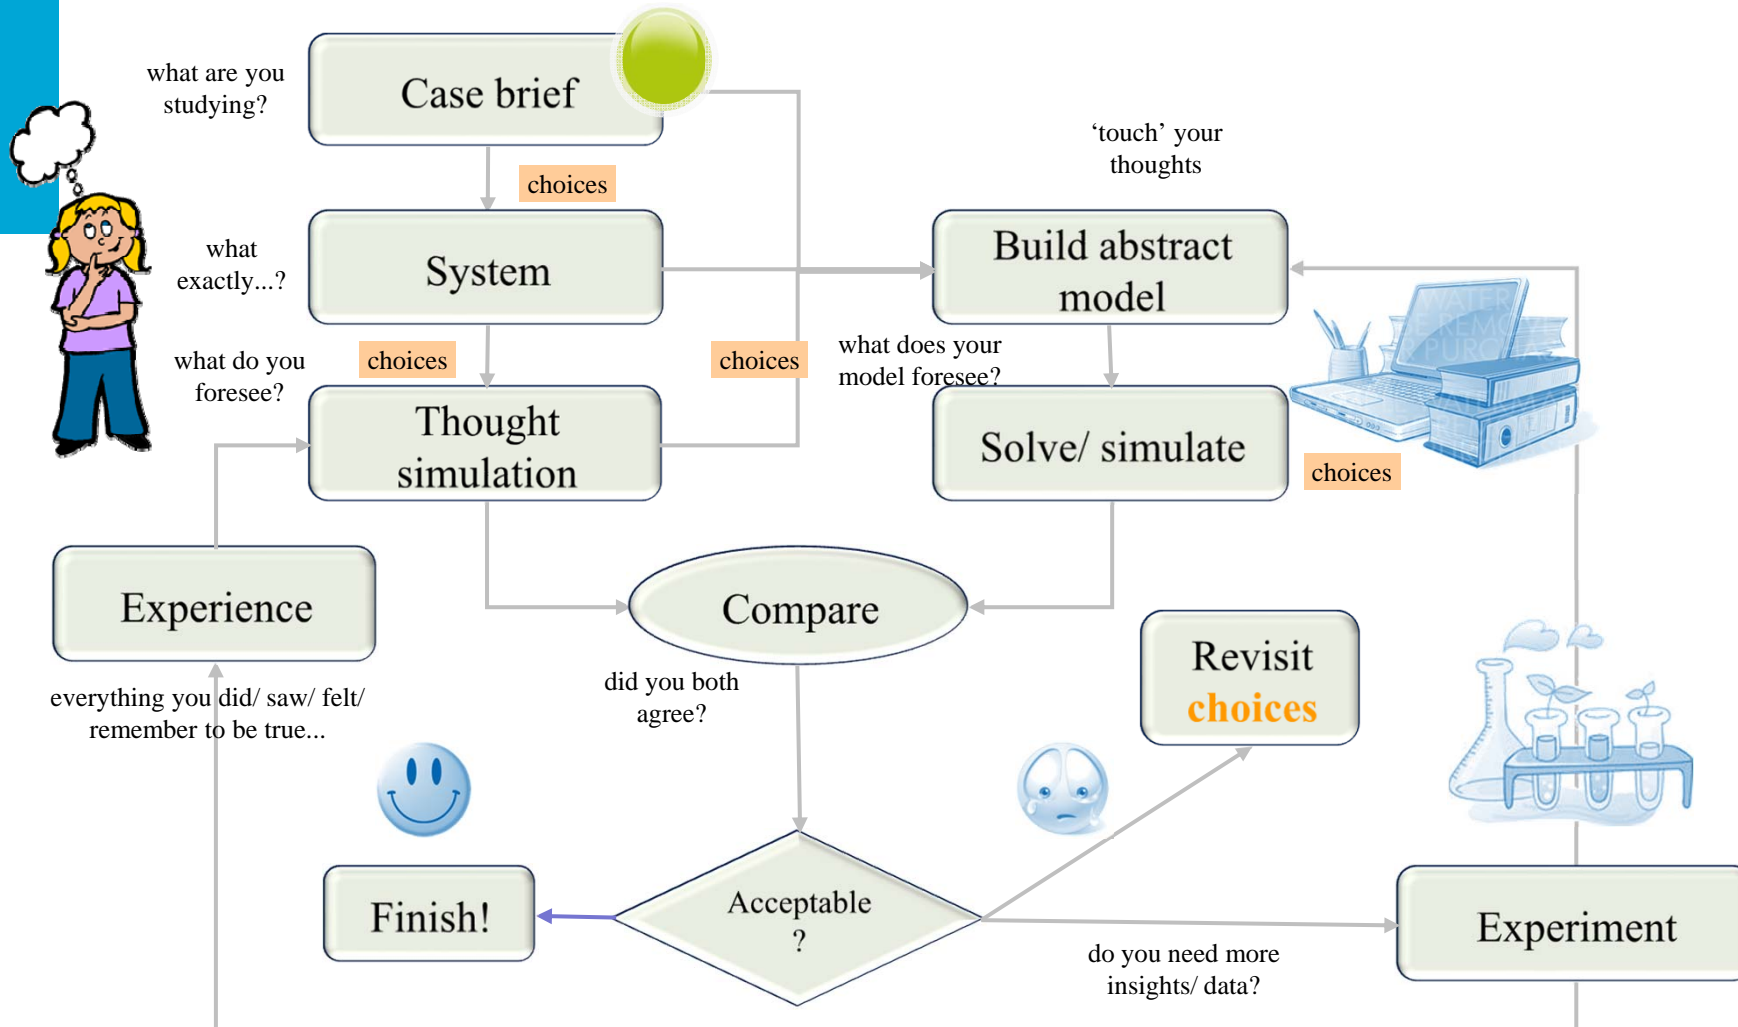 what are you
studying?
Case brief
choices
'touch' your
thoughts
what
exactly...?
System
Build abstract
model
what do you
foresee?
choices
choices
what does your
model foresee?
Thought
simulation
Solve/ simulate
choices
Experience
Compare
Revisit
choices
everything you did/ saw/ felt/
remember to be true...
did you both
agree?
Finish!
Acceptable
?
Experiment
do you need more
insights/ data?
WATER
E REMO
PURCHA